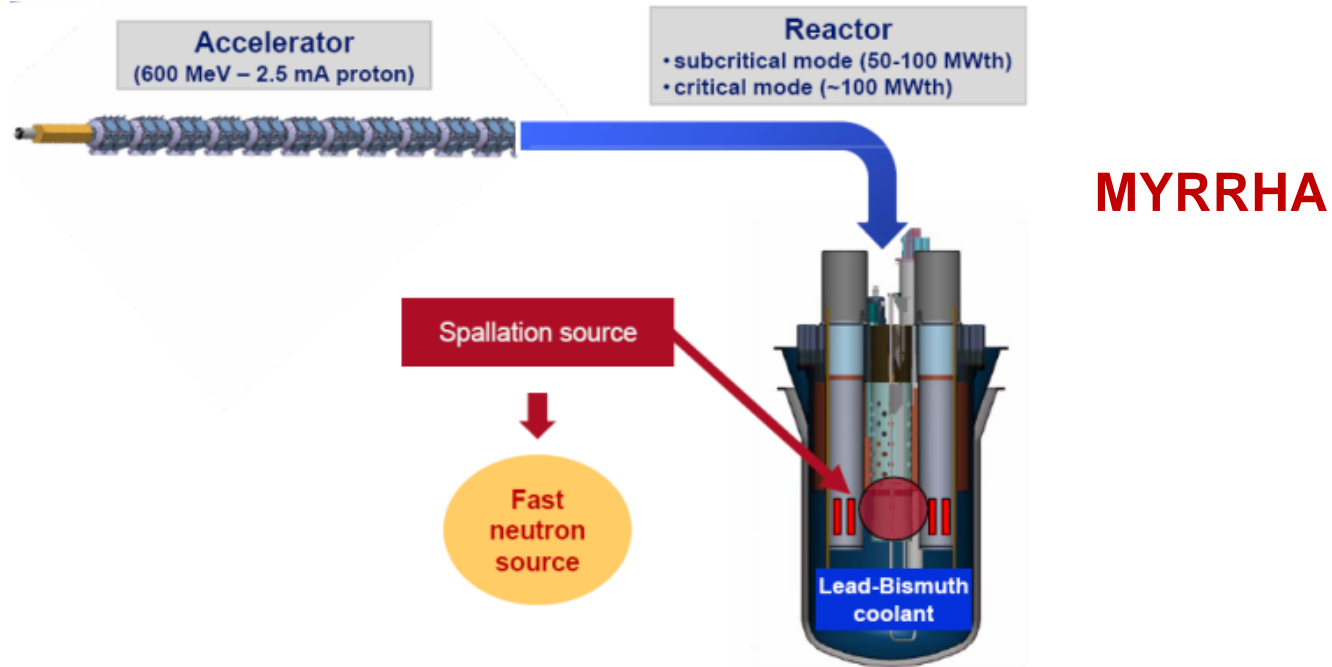 Accelerator
(600 MeV – 2.5 mA proton)
Reactor
• subcritical mode (50-100 MWth)
• critical mode (~100 MWth)
MYRRHA
Spallation source
Fast
neutron
source
Lead-Bismuth
coolant